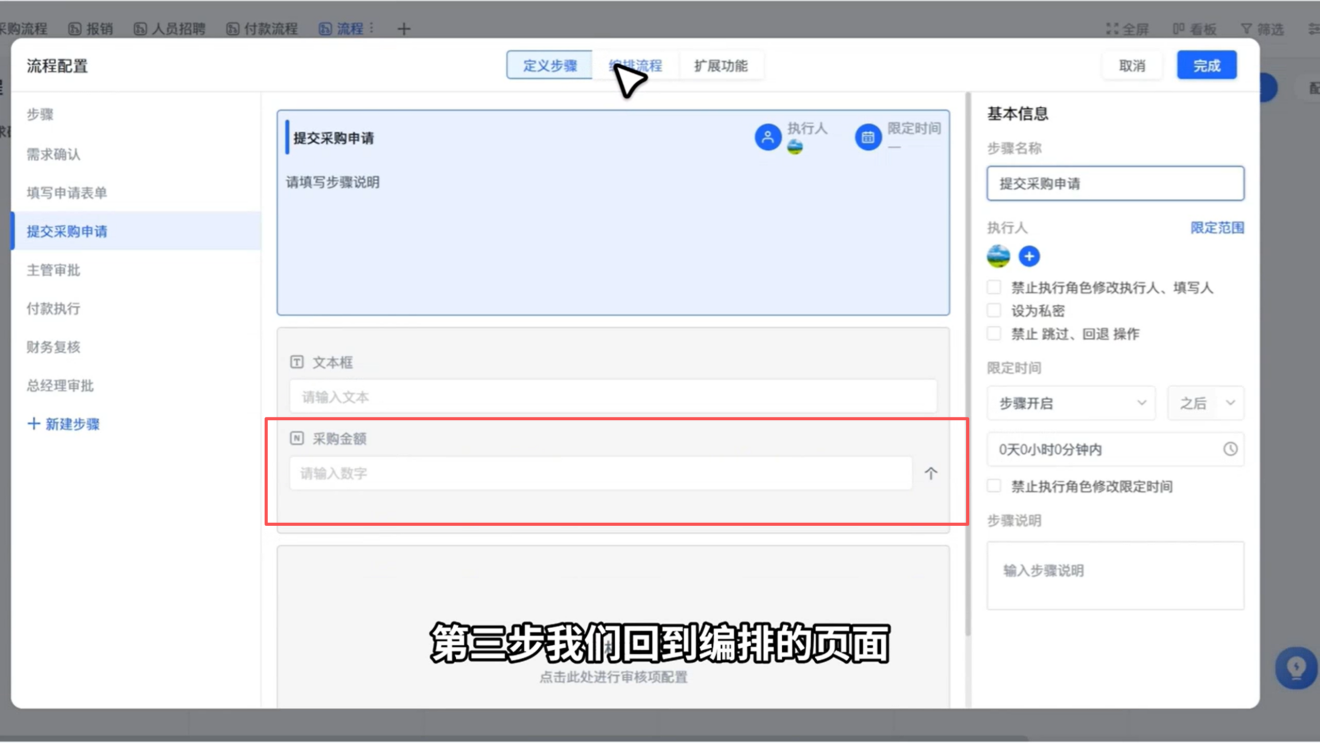 采购流程 报销 人员招聘 付款流程 流程 全屏 看板 筛选
流程配置 定义步骤 编排流程 扩展功能 取消 完成
步骤
需求确认
填写申请表单
提交采购申请
主管审批
付款执行
财务复核
总经理审批
新建步骤
提交采购申请
执行人
限定时间
—
请填写步骤说明
T 文本框
请输入文本
N 采购金额
请输入数字
个
第三步我们回到编排的页面
点击此处进行审核项配置
基本信息
步骤名称
提交采购申请
执行人 限定范围
禁止执行角色修改执行人、填写人
设为私密
禁止 跳过、回退 操作
限定时间
步骤开启 之后
0天0小时0分钟内
禁止执行角色修改限定时间
步骤说明
输入步骤说明